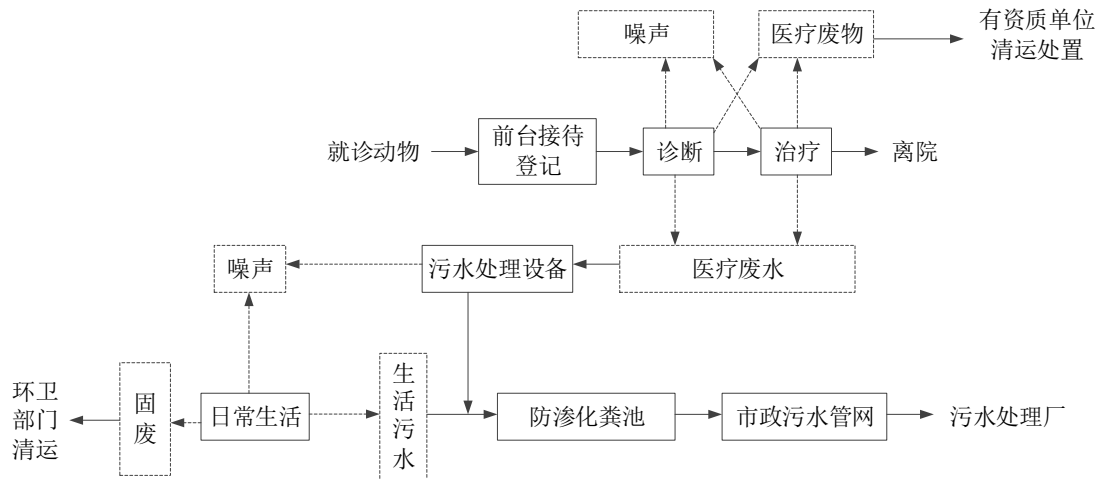 噪声
医疗废物
有资质单位
清运处置
就诊动物
前台接待
登记
诊断
治疗
离院
噪声
污水处理设备
医疗废水
环卫
部门
清运
固
废
日常生活
生
活
污
水
防渗化粪池
市政污水管网
污水处理厂